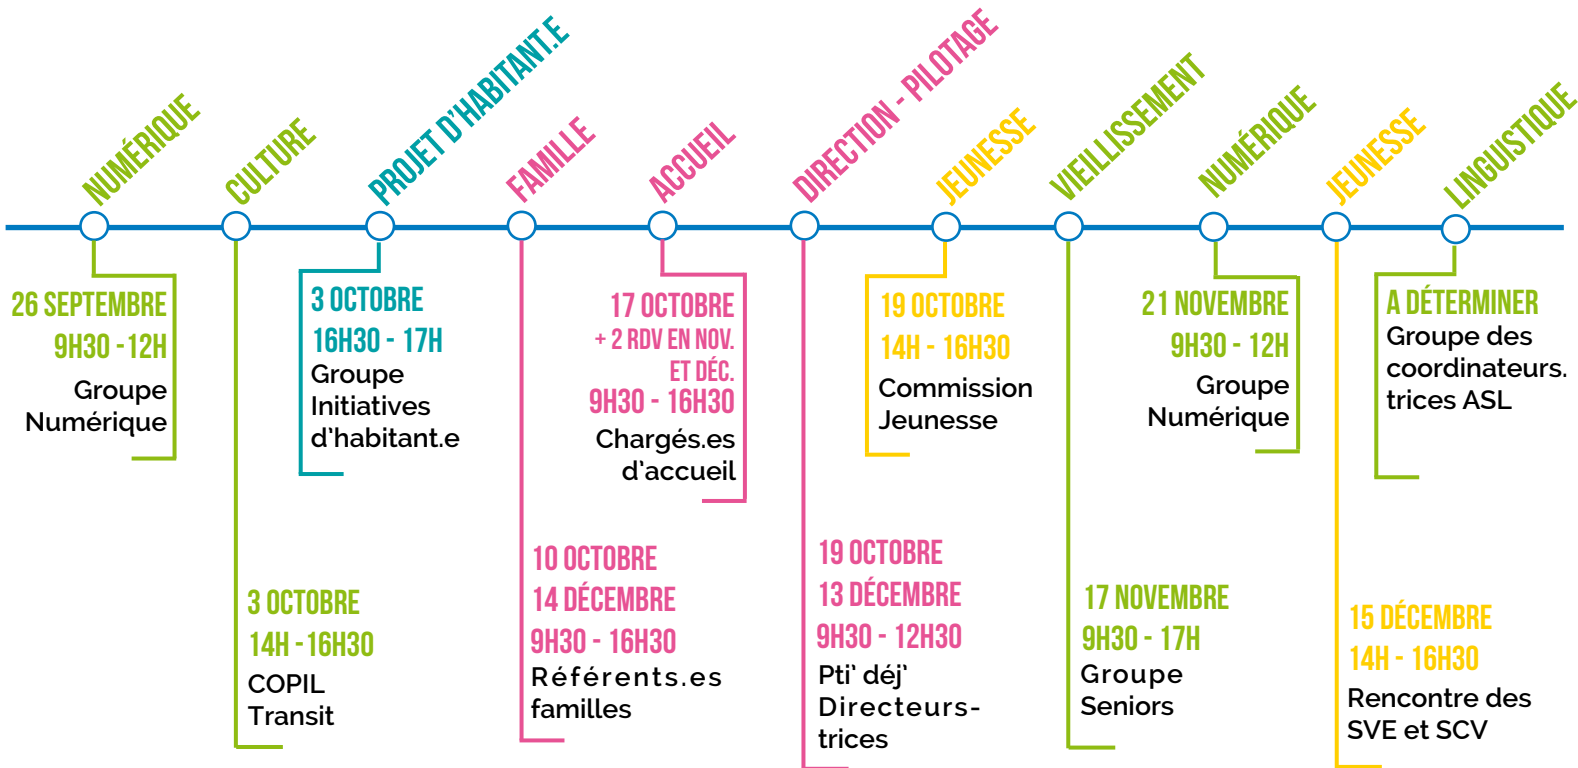 NUMÉRIQUE
CULTURE
PROJET D'HABITANT.E
FAMILLE
ACCUEIL
DIRECTION - PILOTAGE
JEUNESSE
VIEILLISSEMENT
NUMÉRIQUE
JEUNESSE
LINGUISTIQUE
26 SEPTEMBRE
9H30 -12H
Groupe
Numérique
3 OCTOBRE
14H -16H30
COPIL
Transit
3 OCTOBRE
16H30 - 17H
Groupe
Initiatives
d'habitant.e
10 OCTOBRE
14 DÉCEMBRE
9H30 - 16H30
Référents.es
familles
17 OCTOBRE
+ 2 RDV EN NOV.
ET DÉC.
9H30 - 16H30
Chargés.es
d'accueil
19 OCTOBRE
13 DÉCEMBRE
9H30 - 12H30
Pti' déj'
Directeurs-
trices
19 OCTOBRE
14H - 16H30
Commission
Jeunesse
17 NOVEMBRE
9H30 - 17H
Groupe
Seniors
21 NOVEMBRE
9H30 - 12H
Groupe
Numérique
15 DÉCEMBRE
14H - 16H30
Rencontre des
SVE et SCV
A DÉTERMINER
Groupe des
coordinateurs.
trices ASL